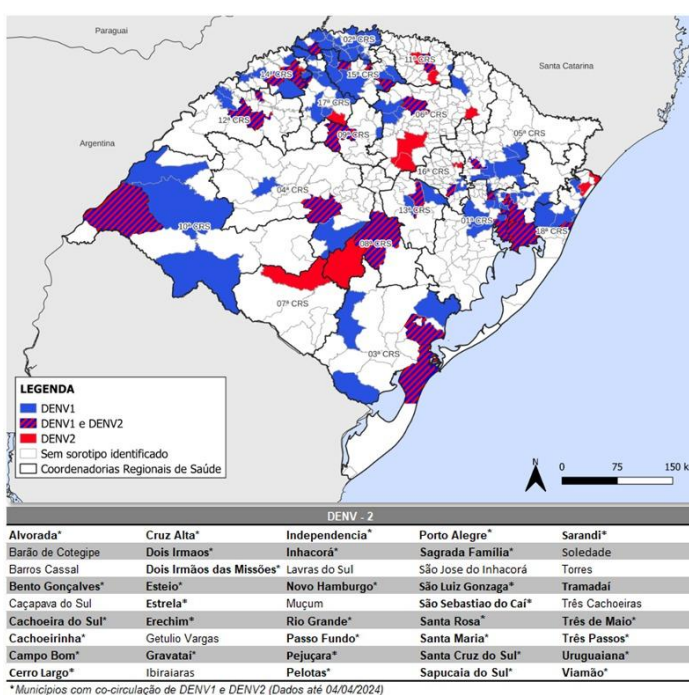 Paraguai
Santa Catarina
Argentina
02ª CRS
11ª CRS
14ª CRS
15ª CRS
17ª CRS
06ª CRS
12ª CRS
09ª CRS
05ª CRS
16ª CRS
04ª CRS
13ª CRS
01ª CRS
18ª CRS
10ª CRS
08ª CRS
07ª CRS
03ª CRS
LEGENDA
DENV1
DENV1 e DENV2
DENV2
Sem sorotipo identificado
Coordenadorias Regionais de Saúde
N
0 75 150 k
DENV - 2
Alvorada* Cruz Alta* Independencia* Porto Alegre* Sarandi*
Barão de Cotegipe Dois Irmaos* Inhacorá* Sagrada Família* Soledade
Barros Cassal Dois Irmãos das Missões* Lavras do Sul São Jose do Inhacorá Torres
Bento Gonçalves* Esteio* Novo Hamburgo* São Luiz Gonzaga* Tramadaí
Caçapava do Sul Estrela* Muçum São Sebastiao do Caí* Três Cachoeiras
Cachoeira do Sul* Erechim* Rio Grande* Santa Rosa* Três de Maio*
Cachoeirinha* Getulio Vargas Passo Fundo* Santa Maria* Três Passos*
Campo Bom* Gravataí* Pejuçara* Santa Cruz do Sul* Uruguaiana*
Cerro Largo* Ibiraiaras Pelotas* Sapucaia do Sul* Viamão*
*Municípios com co-circulação de DENV1 e DENV2 (Dados até 04/04/2024)